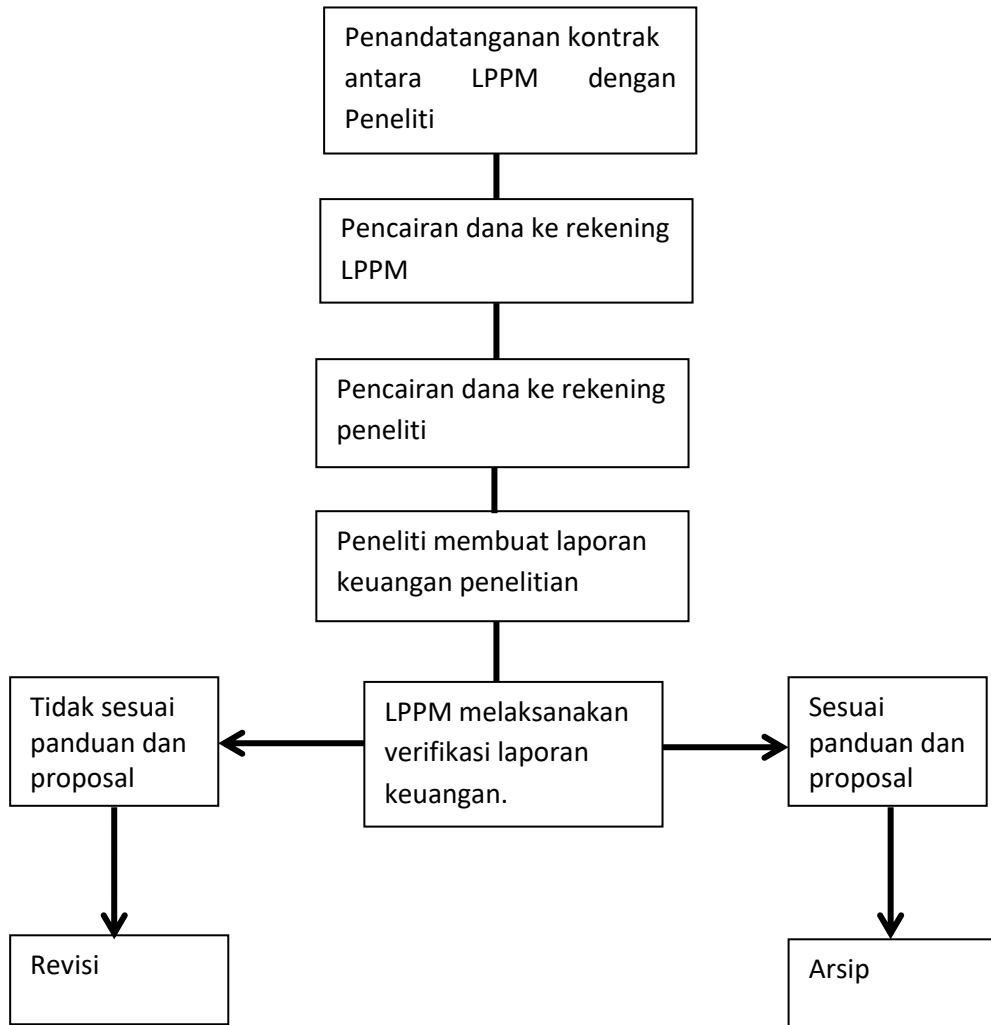 Penandatanganan kontrak
antara LPPM dengan
Peneliti
Pencairan dana ke rekening
LPPM
Pencairan dana ke rekening
peneliti
Peneliti membuat laporan
keuangan penelitian
Tidak sesuai
panduan dan
proposal
LPPM melaksanakan
verifikasi laporan
keuangan.
Sesuai
panduan dan
proposal
Revisi
Arsip